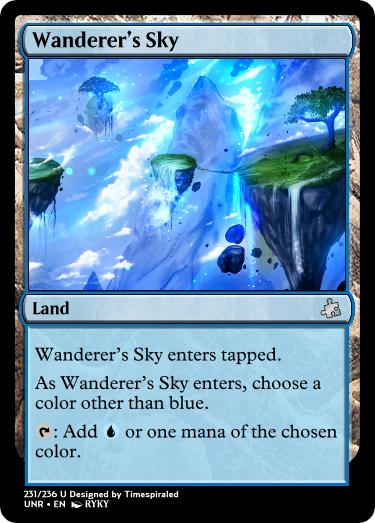 Wanderer's Sky
Land
Wanderer's Sky enters tapped.
As Wanderer's Sky enters, choose a
color other than blue.
: Add or one mana of the chosen
color.
231/236 U Designed by Timespiraled
UNR • EN RYKY